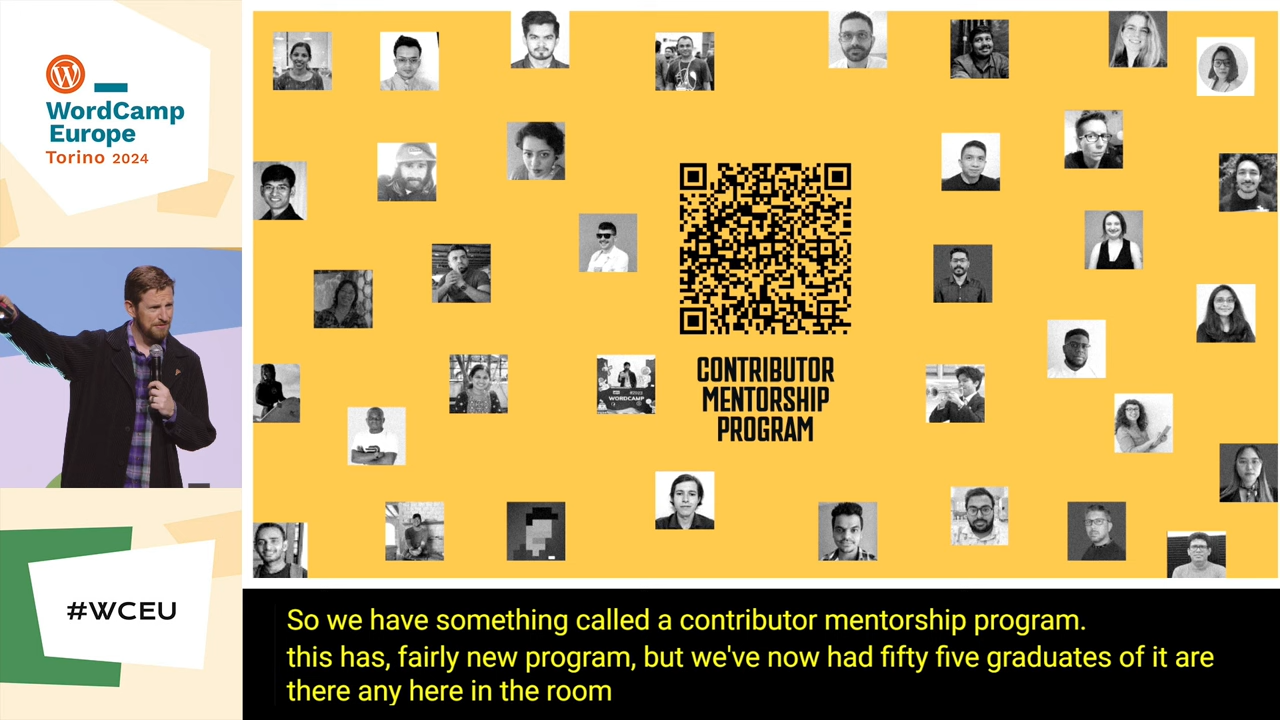 WordCamp
Europe
Torino 2024
#WCEU
WORDCAMP
CONTRIBUTOR
MENTORSHIP
PROGRAM
So we have something called a contributor mentorship program.
this has, fairly new program, but we've now had fifty five graduates of it are
there any here in the room